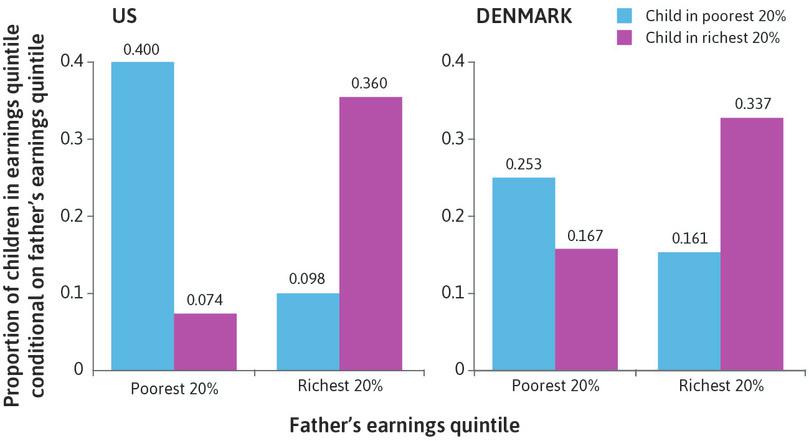 US
DENMARK
Child in poorest 20%
Child in richest 20%
Proportion of children in earnings quintile
conditional on father’s earnings quintile
0.4
0.3
0.2
0.1
0
0.400
0.074
0.098
0.360
Poorest 20%
Richest 20%
0.4
0.3
0.2
0.1
0
0.253
0.167
0.161
0.337
Poorest 20%
Richest 20%
Father’s earnings quintile